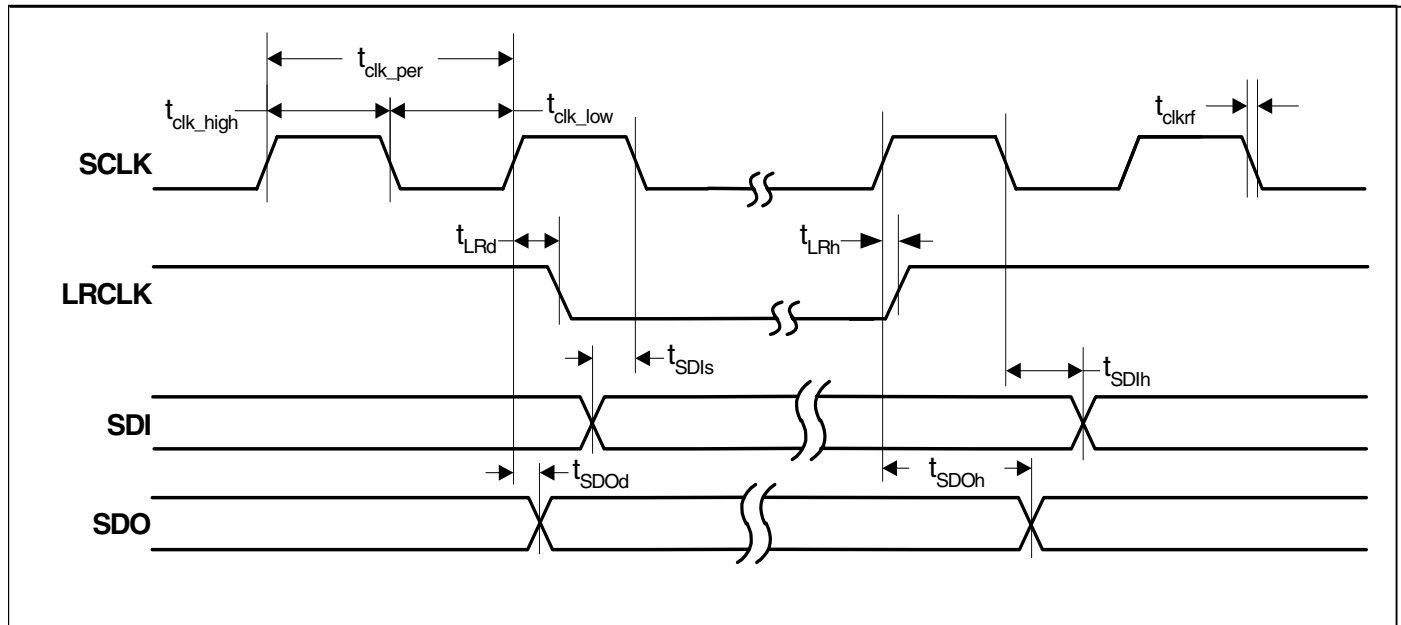 t_clk_per
t_clk_high
t_clk_low
t_clkrf
SCLK
t_LRd
t_LRh
LRCLK
t_SDIs
t_SDIh
SDI
t_SDOd
t_SDOh
SDO